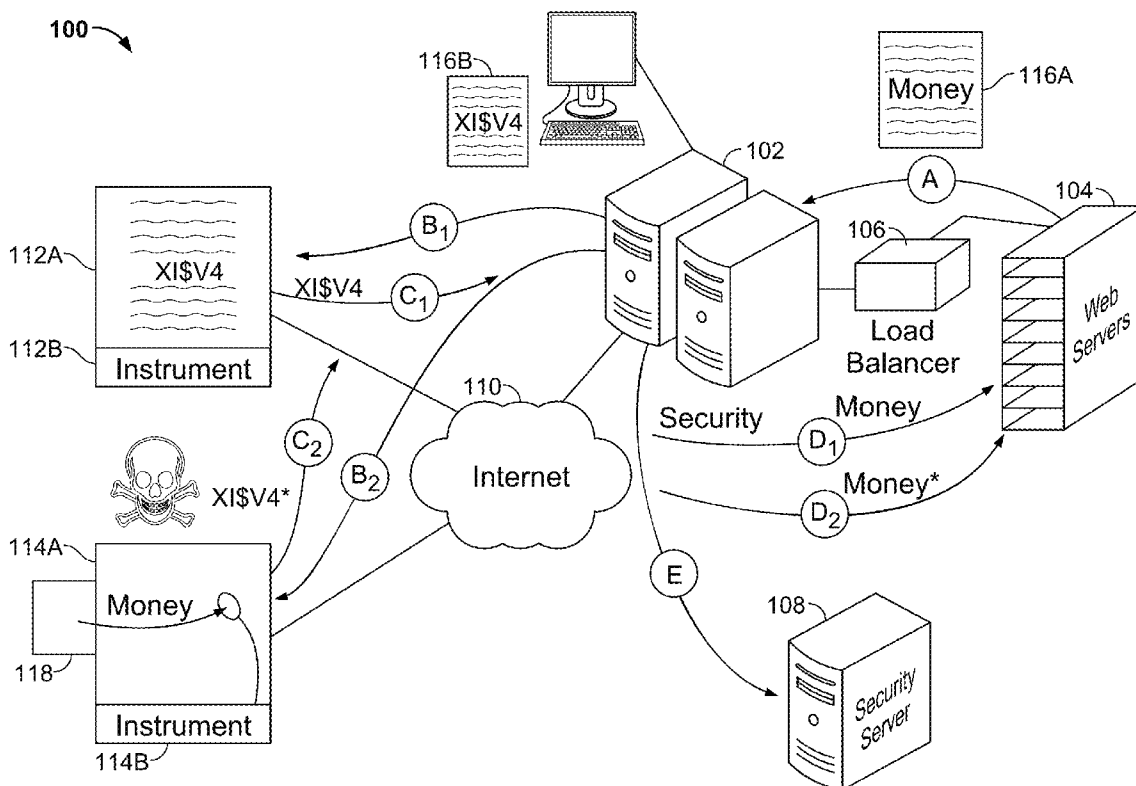 100
116B
XI$V4
Money
116A
102
A
104
106
B1
112A
XI$V4
XI$V4
C1
Web
Servers
Load
Balancer
112B
Instrument
110
Security
Money
D1
C2
Internet
B2
XI$V4*
Money*
D2
114A
E
Money
108
118
Security
Server
Instrument
114B